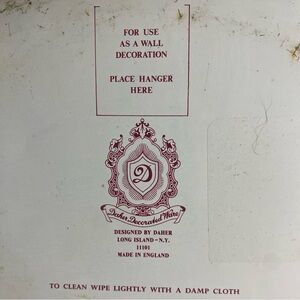 FOR USE
AS A WALL
DECORATION
PLACE HANGER
HERE
D
Daher Decorated Ware
DESIGNED BY DAHER
LONG ISLAND - N.Y.
11101
MADE IN ENGLAND
TO CLEAN WIPE LIGHTLY WITH A DAMP CLOTH